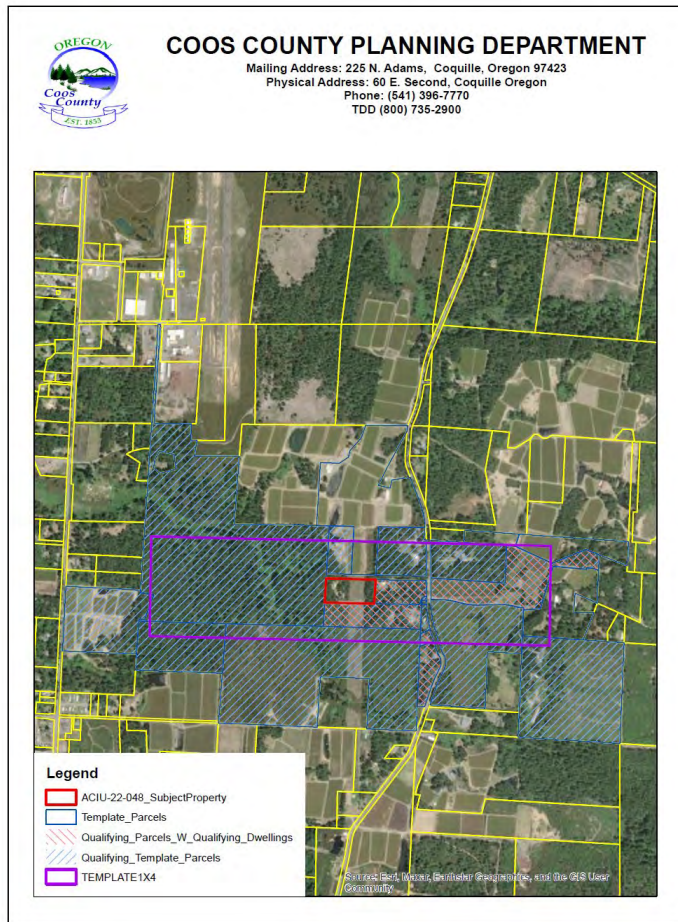 OREGON
Coos
County
EST. 1853
COOS COUNTY PLANNING DEPARTMENT
Mailing Address: 225 N. Adams, Coquille, Oregon 97423
Physical Address: 60 E. Second, Coquille Oregon
Phone: (541) 396-7770
TDD (800) 735-2900
Legend
ACIU-22-048_SubjectProperty
Template_Parcels
Qualifying_Parcels_W_Qualifying_Dwellings
Qualifying_Template_Parcels
TEMPLATE1X4
Source: Esri, Maxar, Earthstar Geographics, and the GIS User
Community